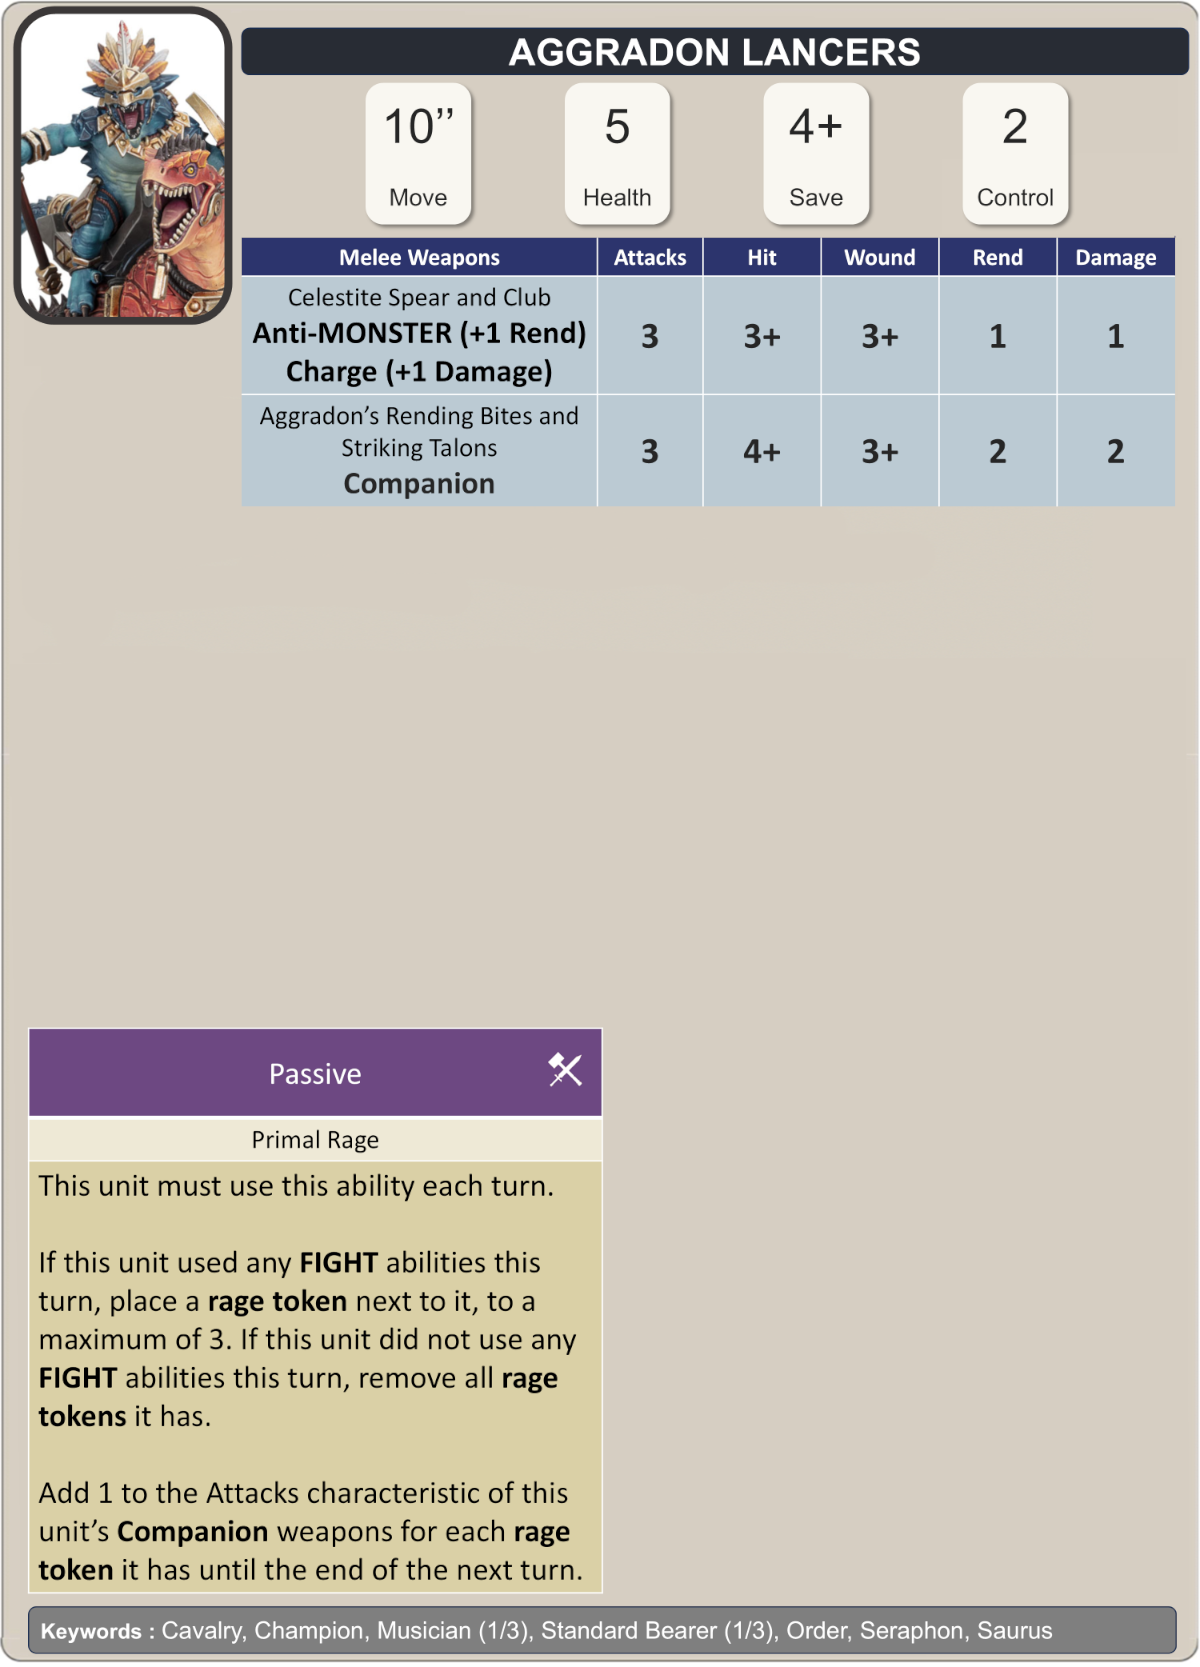 AGGRADON LANCERS
10’’ 5 4+ 2
Move Health Save Control
Melee Weapons Attacks Hit Wound Rend Damage
Celestite Spear and Club
Anti-MONSTER (+1 Rend) 3 3+ 3+ 1 1
Charge (+1 Damage)
Aggradon’s Rending Bites and
Striking Talons 3 4+ 3+ 2 2
Companion
Passive
Primal Rage
This unit must use this ability each turn.
If this unit used any FIGHT abilities this
turn, place a rage token next to it, to a
maximum of 3. If this unit did not use any
FIGHT abilities this turn, remove all rage
tokens it has.
Add 1 to the Attacks characteristic of this
unit’s Companion weapons for each rage
token it has until the end of the next turn.
Keywords : Cavalry, Champion, Musician (1/3), Standard Bearer (1/3), Order, Seraphon, Saurus